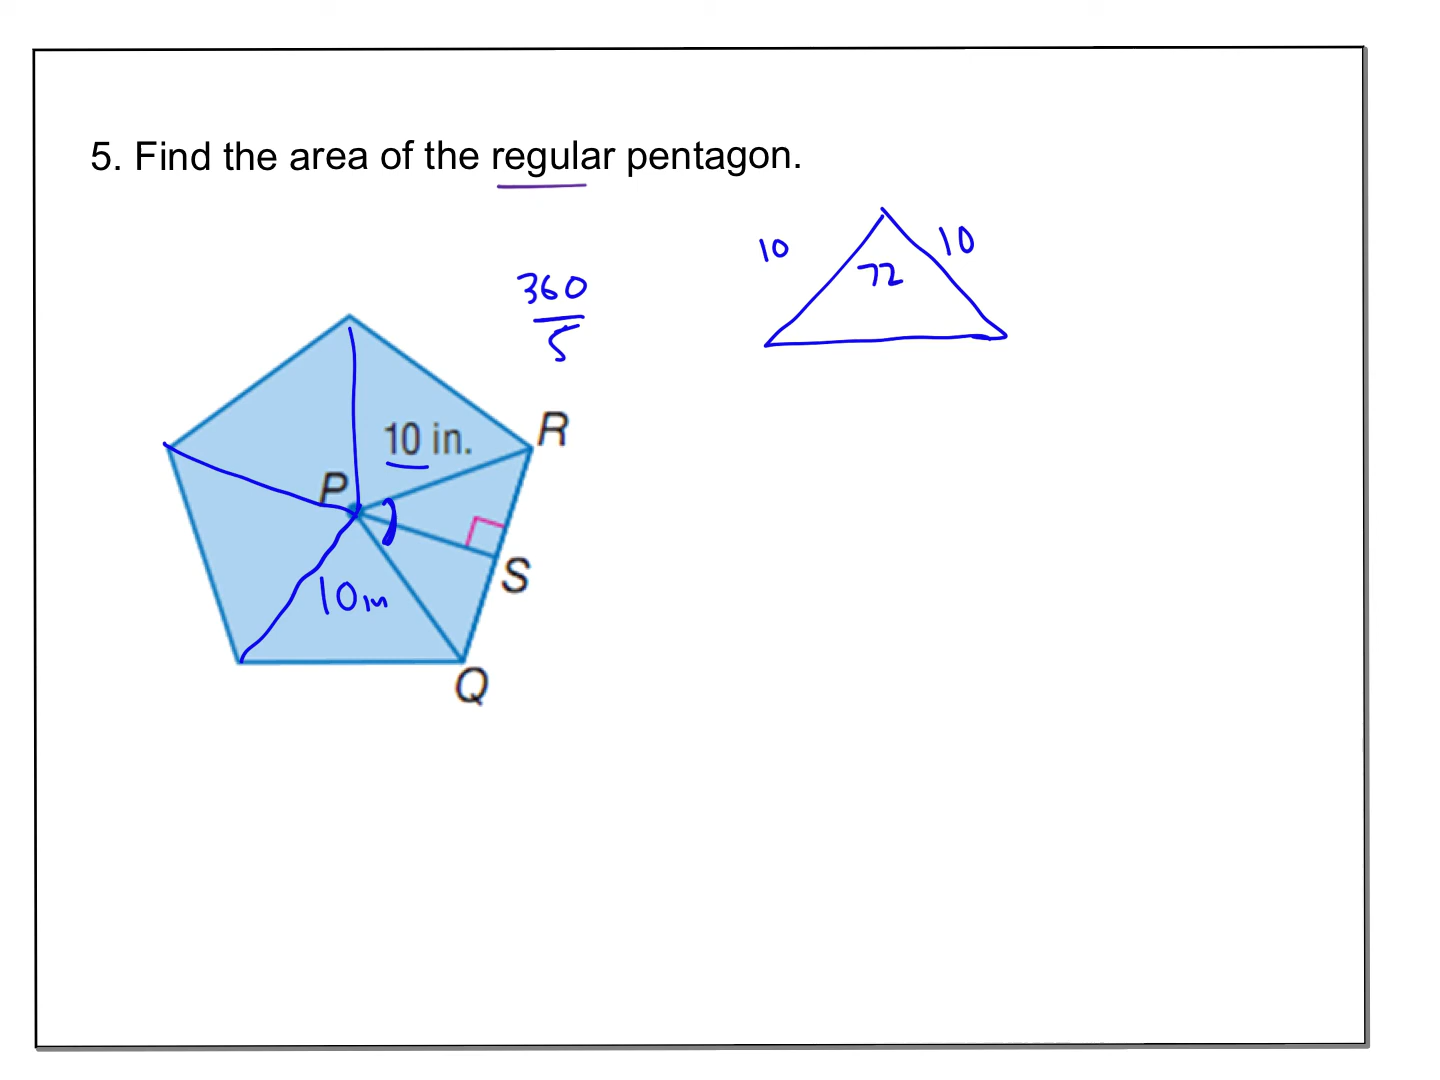 5. Find the area of the regular pentagon.
10 10
72
360
5
R
10 in.
P
S
10in
Q